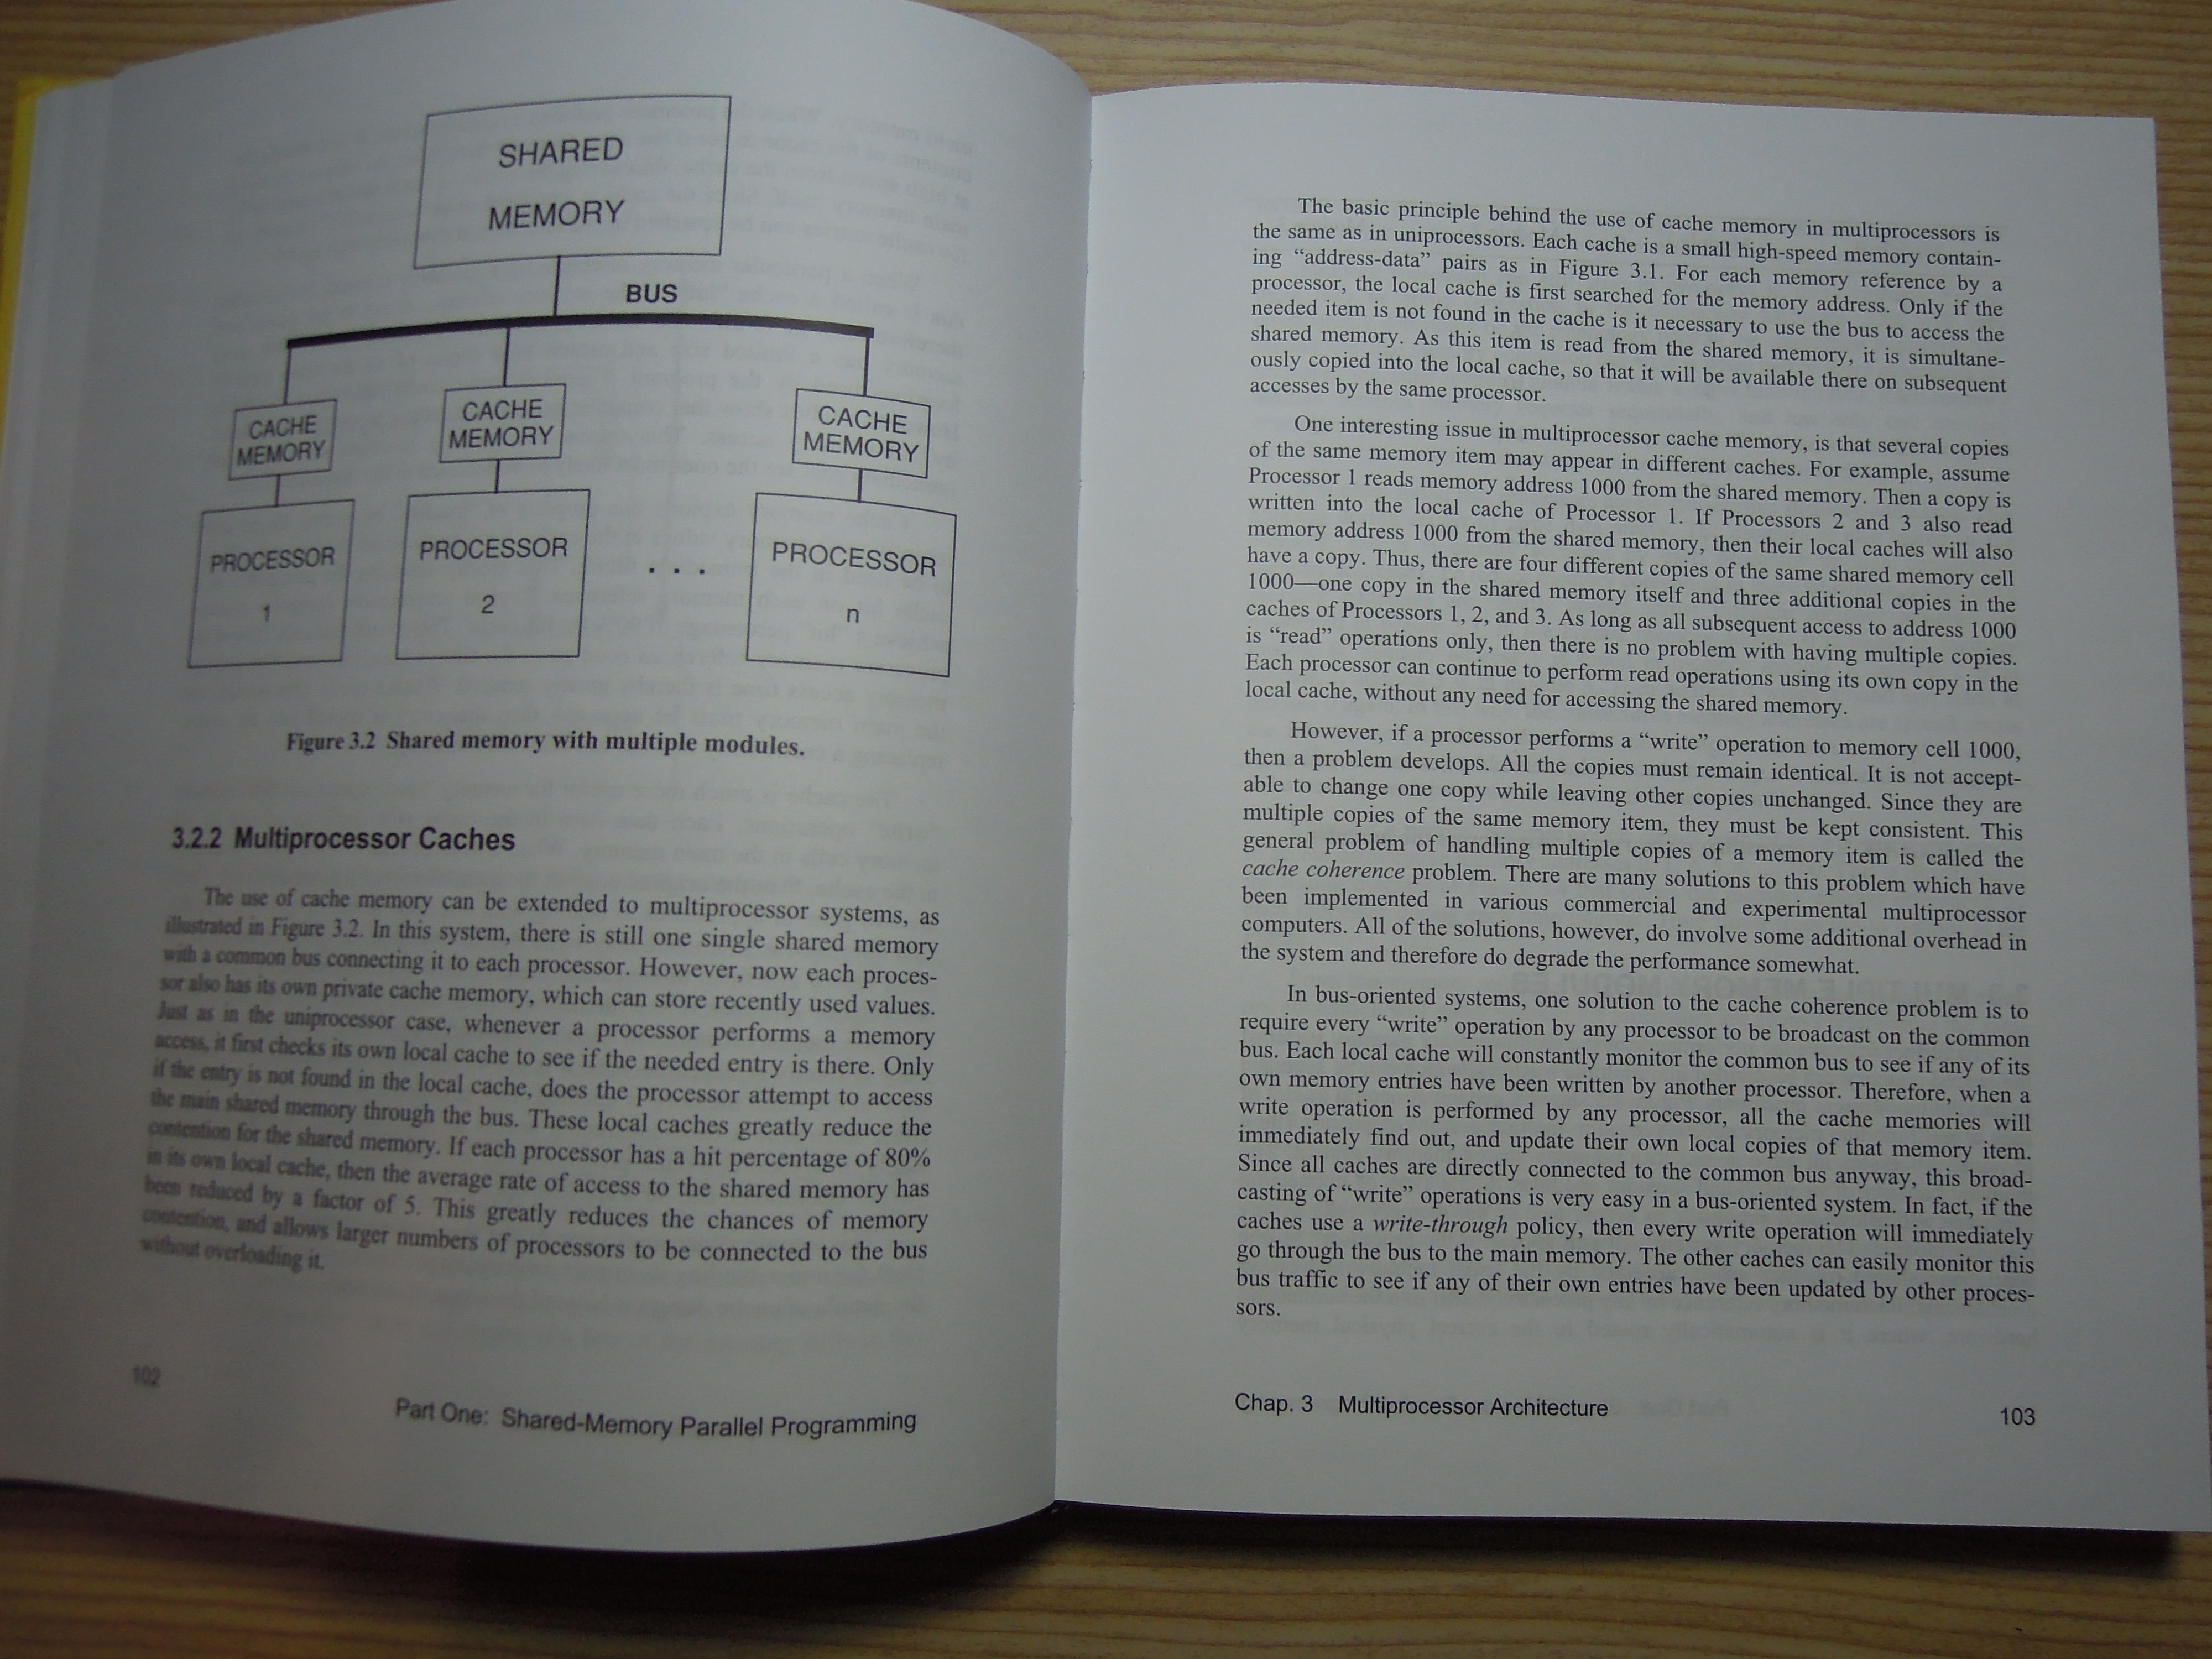 SHARED
MEMORY
BUS
CACHE
MEMORY
CACHE
MEMORY
CACHE
MEMORY
PROCESSOR
1
PROCESSOR
2
. . .
PROCESSOR
n
Figure 3.2 Shared memory with multiple modules.
3.2.2 Multiprocessor Caches
The use of cache memory can be extended to multiprocessor systems, as
illustrated in Figure 3.2. In this system, there is still one single shared memory
with a common bus connecting it to each processor. However, now each proces-
sor also has its own private cache memory, which can store recently used values.
Just as in the uniprocessor case, whenever a processor performs a memory
access, it first checks its own local cache to see if the needed entry is there. Only
if the entry is not found in the local cache, does the processor attempt to access
the main shared memory through the bus. These local caches greatly reduce the
contention for the shared memory. If each processor has a hit percentage of 80%
in its own local cache, then the average rate of access to the shared memory has
been reduced by a factor of 5. This greatly reduces the chances of memory
contention, and allows larger numbers of processors to be connected to the bus
without overloading it.
102
Part One: Shared-Memory Parallel Programming
The basic principle behind the use of cache memory in multiprocessors is
the same as in uniprocessors. Each cache is a small high-speed memory contain-
ing “address-data” pairs as in Figure 3.1. For each memory reference by a
processor, the local cache is first searched for the memory address. Only if the
needed item is not found in the cache is it necessary to use the bus to access the
shared memory. As this item is read from the shared memory, it is simultane-
ously copied into the local cache, so that it will be available there on subsequent
accesses by the same processor.
One interesting issue in multiprocessor cache memory, is that several copies
of the same memory item may appear in different caches. For example, assume
Processor 1 reads memory address 1000 from the shared memory. Then a copy is
written into the local cache of Processor 1. If Processors 2 and 3 also read
memory address 1000 from the shared memory, then their local caches will also
have a copy. Thus, there are four different copies of the same shared memory cell
1000—one copy in the shared memory itself and three additional copies in the
caches of Processors 1, 2, and 3. As long as all subsequent access to address 1000
is “read” operations only, then there is no problem with having multiple copies.
Each processor can continue to perform read operations using its own copy in the
local cache, without any need for accessing the shared memory.
However, if a processor performs a “write” operation to memory cell 1000,
then a problem develops. All the copies must remain identical. It is not accept-
able to change one copy while leaving other copies unchanged. Since they are
multiple copies of the same memory item, they must be kept consistent. This
general problem of handling multiple copies of a memory item is called the
cache coherence problem. There are many solutions to this problem which have
been implemented in various commercial and experimental multiprocessor
computers. All of the solutions, however, do involve some additional overhead in
the system and therefore do degrade the performance somewhat.
In bus-oriented systems, one solution to the cache coherence problem is to
require every “write” operation by any processor to be broadcast on the common
bus. Each local cache will constantly monitor the common bus to see if any of its
own memory entries have been written by another processor. Therefore, when a
write operation is performed by any processor, all the cache memories will
immediately find out, and update their own local copies of that memory item.
Since all caches are directly connected to the common bus anyway, this broad-
casting of “write” operations is very easy in a bus-oriented system. In fact, if the
caches use a write-through policy, then every write operation will immediately
go through the bus to the main memory. The other caches can easily monitor this
bus traffic to see if any of their own entries have been updated by other proces-
sors.
Chap. 3 Multiprocessor Architecture
103